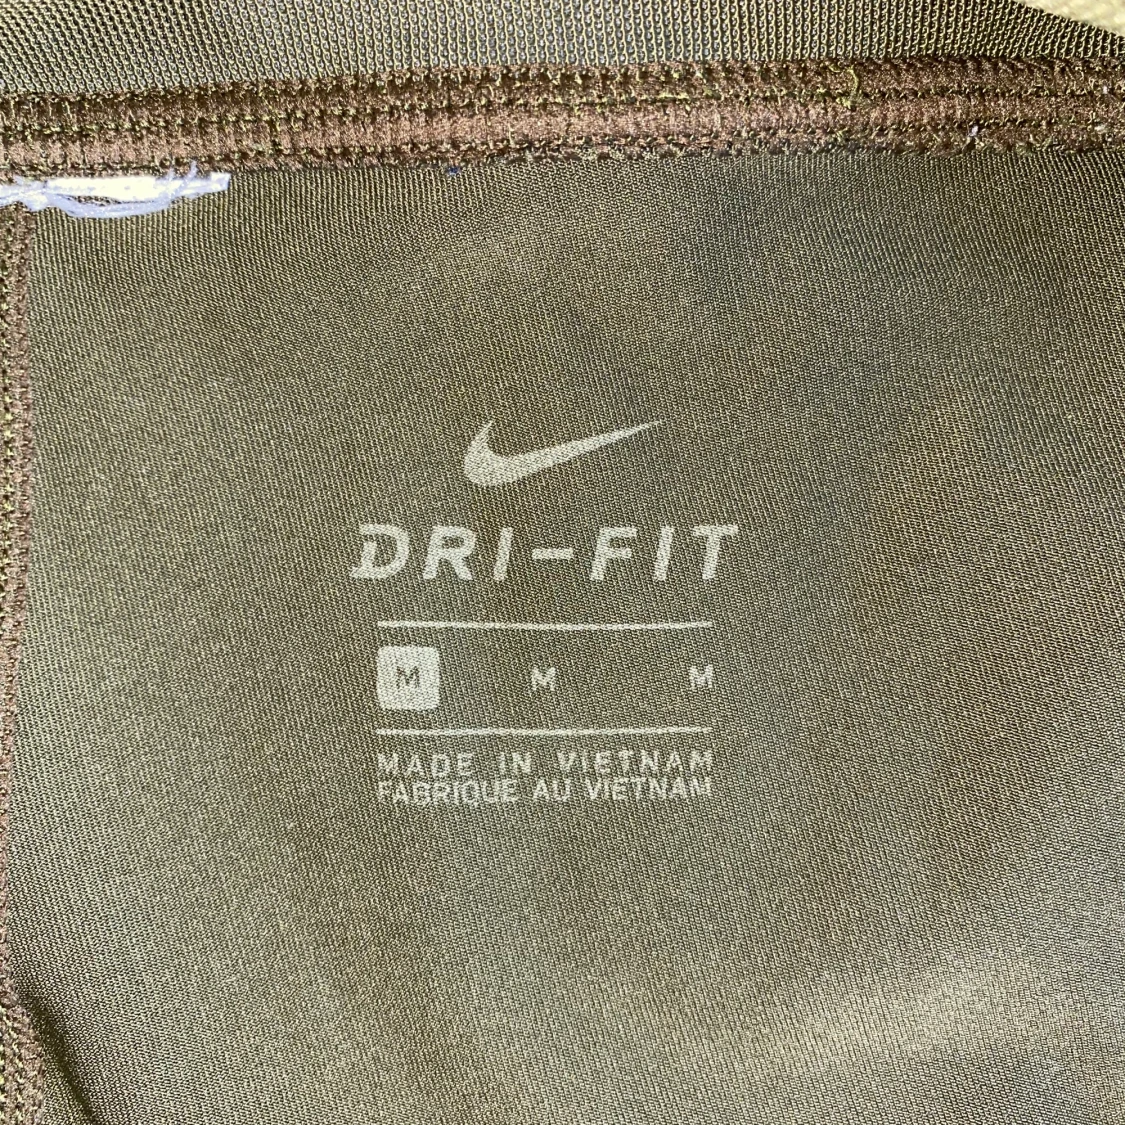 DRI-FIT
M M M
MADE IN VIETNAM
FABRIQUE AU VIETNAM